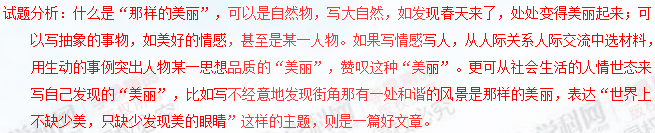 试题分析：什么是“那样的美丽”，可以是自然物，写大自然，如发现春天来了，处处变得美丽起来；可
以写抽象的事物，如美好的情感，甚至是某一人物。如果写情感写人，从人际关系人际交流中选材料，
用生动的事例突出人物某一思想品质的“美丽”，赞叹这种“美丽”。更可从社会生活的人情世态来
写自己发现的“美丽”，比如写不经意地发现街角那有一处和谐的风景是那样的美丽，表达“世界上
不缺少美，只缺少发现美的眼睛”这样的主题，则是一篇好文章。